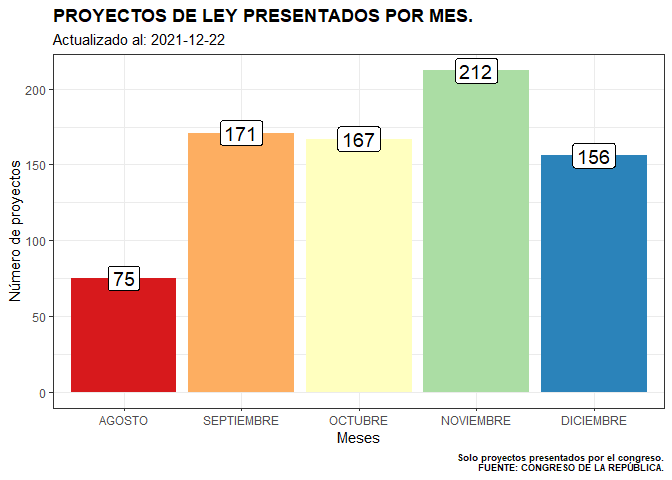 PROYECTOS DE LEY PRESENTADOS POR MES.
Actualizado al: 2021-12-22
Número de proyectos
200
150
100
50
0
75
171
167
212
156
AGOSTO
SEPTIEMBRE
OCTUBRE
NOVIEMBRE
DICIEMBRE
Meses
Solo proyectos presentados por el congreso.
FUENTE: CONGRESO DE LA REPÚBLICA.